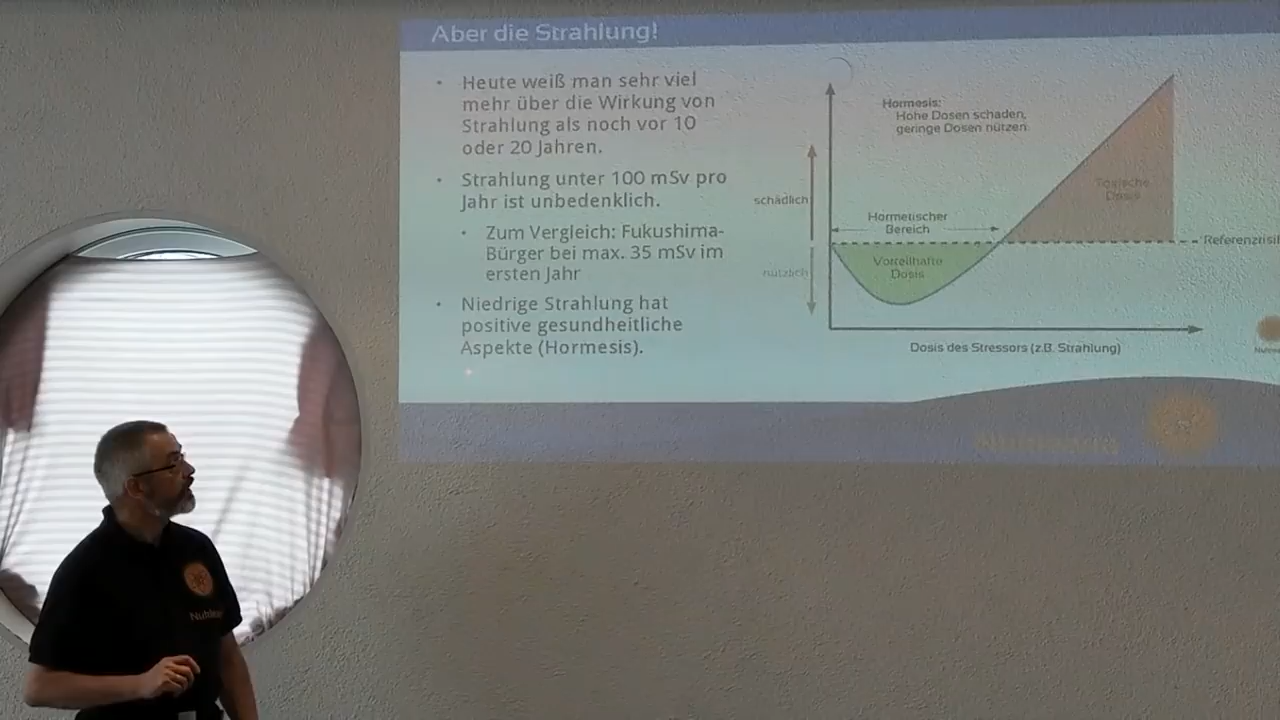 Aber die Strahlung!
• Heute weiß man sehr viel
mehr über die Wirkung von
Strahlung als noch vor 10
oder 20 Jahren.
• Strahlung unter 100 mSv pro
Jahr ist unbedenklich.
• Zum Vergleich: Fukushima-
Bürger bei max. 35 mSv im
ersten Jahr
• Niedrige Strahlung hat
positive gesundheitliche
Aspekte (Hormesis).
Hormesis:
Hohe Dosen schaden,
geringe Dosen nützen.
schädlich
nützlich
Hormetischer
Bereich
Vorteilhafte
Dosis
Toxische
Dosis
Dosis des Stressors (z.B. Strahlung)